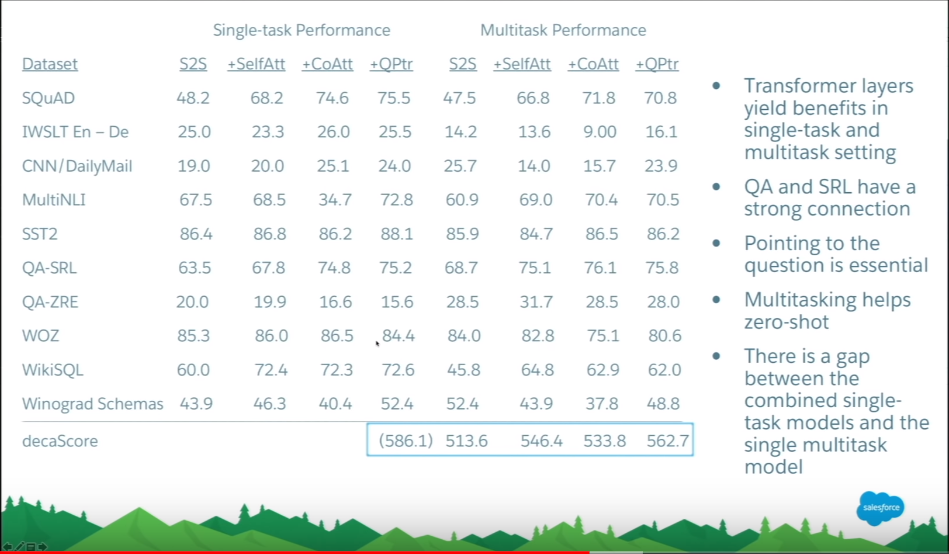 Single-task Performance Multitask Performance
Dataset S2S +SelfAtt +CoAtt +QPtr S2S +SelfAtt +CoAtt +QPtr
SQuAD 48.2 68.2 74.6 75.5 47.5 66.8 71.8 70.8
IWSLT En – De 25.0 23.3 26.0 25.5 14.2 13.6 9.00 16.1
CNN/DailyMail 19.0 20.0 25.1 24.0 25.7 14.0 15.7 23.9
MultiNLI 67.5 68.5 34.7 72.8 60.9 69.0 70.4 70.5
SST2 86.4 86.8 86.2 88.1 85.9 84.7 86.5 86.2
QA-SRL 63.5 67.8 74.8 75.2 68.7 75.1 76.1 75.8
QA-ZRE 20.0 19.9 16.6 15.6 28.5 31.7 28.5 28.0
WOZ 85.3 86.0 86.5 84.4 84.0 82.8 75.1 80.6
WikiSQL 60.0 72.4 72.3 72.6 45.8 64.8 62.9 62.0
Winograd Schemas 43.9 46.3 40.4 52.4 52.4 43.9 37.8 48.8
decaScore (586.1) 513.6 546.4 533.8 562.7
• Transformer layers
yield benefits in
single-task and
multitask setting
• QA and SRL have a
strong connection
• Pointing to the
question is essential
• Multitasking helps
zero-shot
• There is a gap
between the
combined single-
task models and the
single multitask
model
salesforce